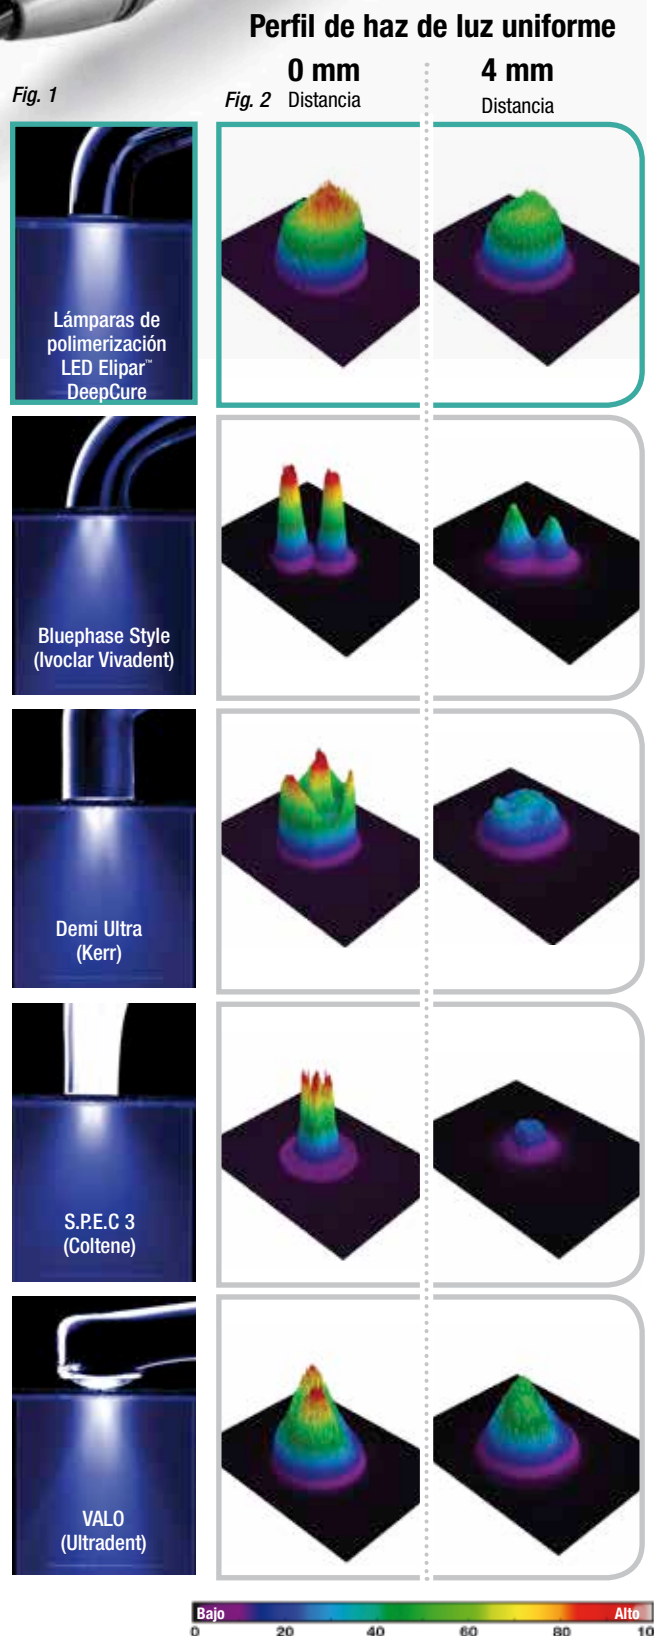 Perfil de haz de luz uniforme
0 mm
4 mm
Fig. 1
Fig. 2
Distancia
Distancia
Lámparas de
polimerización
LED Elipar™
DeepCure
Bluephase Style
(Ivoclar Vivadent)
Demi Ultra
(Kerr)
S.P.E.C 3
(Coltene)
VALO
(Ultradent)
Bajo
Alto
0 20 40 60 80 10